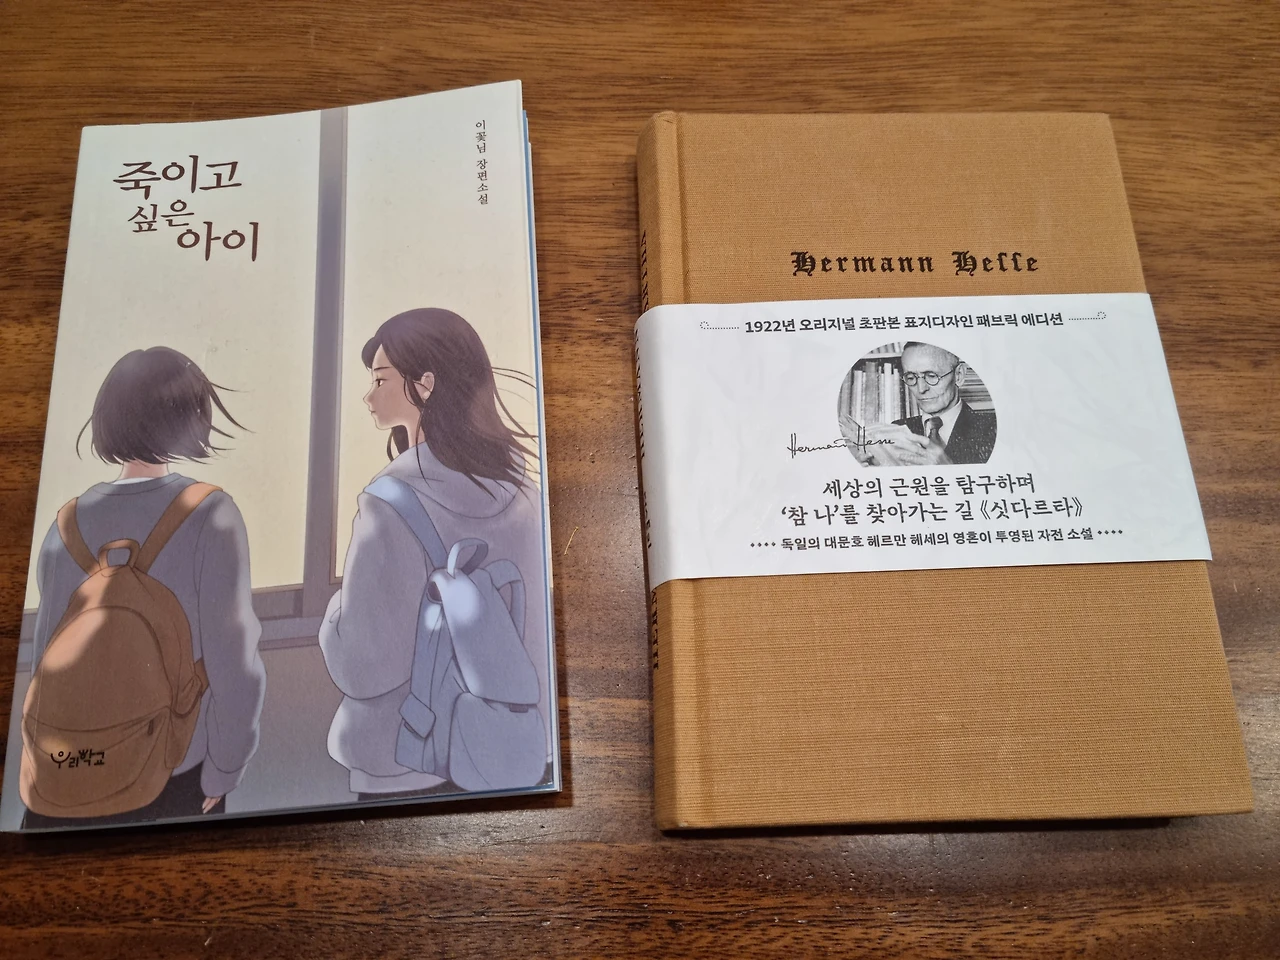 죽이고
싶은
아이
이꽃님 장편소설
우리학교
Hermann Hesse
1922년 오리지널 초판본 표지디자인 패브릭 에디션
Hermann Hesse
세상의 근원을 탐구하며
‘참 나’를 찾아가는 길 《싯다르타》
독일의 대문호 헤르만 헤세의 영혼이 투영된 자전 소설